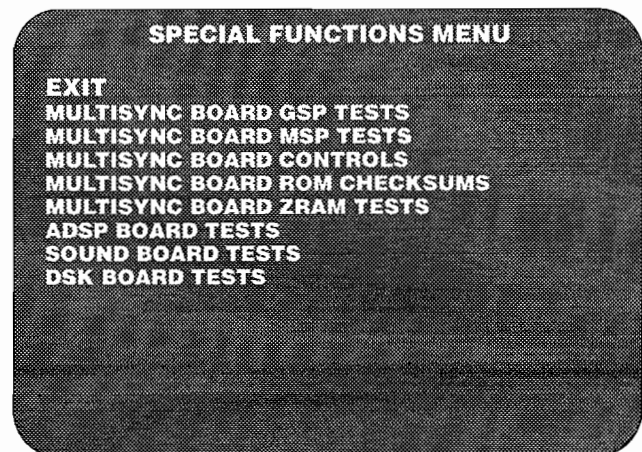 SPECIAL FUNCTIONS MENU
EXIT
MULTISYNC BOARD GSP TESTS
MULTISYNC BOARD MSP TESTS
MULTISYNC BOARD CONTROLS
MULTISYNC BOARD ROM CHECKSUMS
MULTISYNC BOARD ZRAM TESTS
ADSP BOARD TESTS
SOUND BOARD TESTS
DSK BOARD TESTS